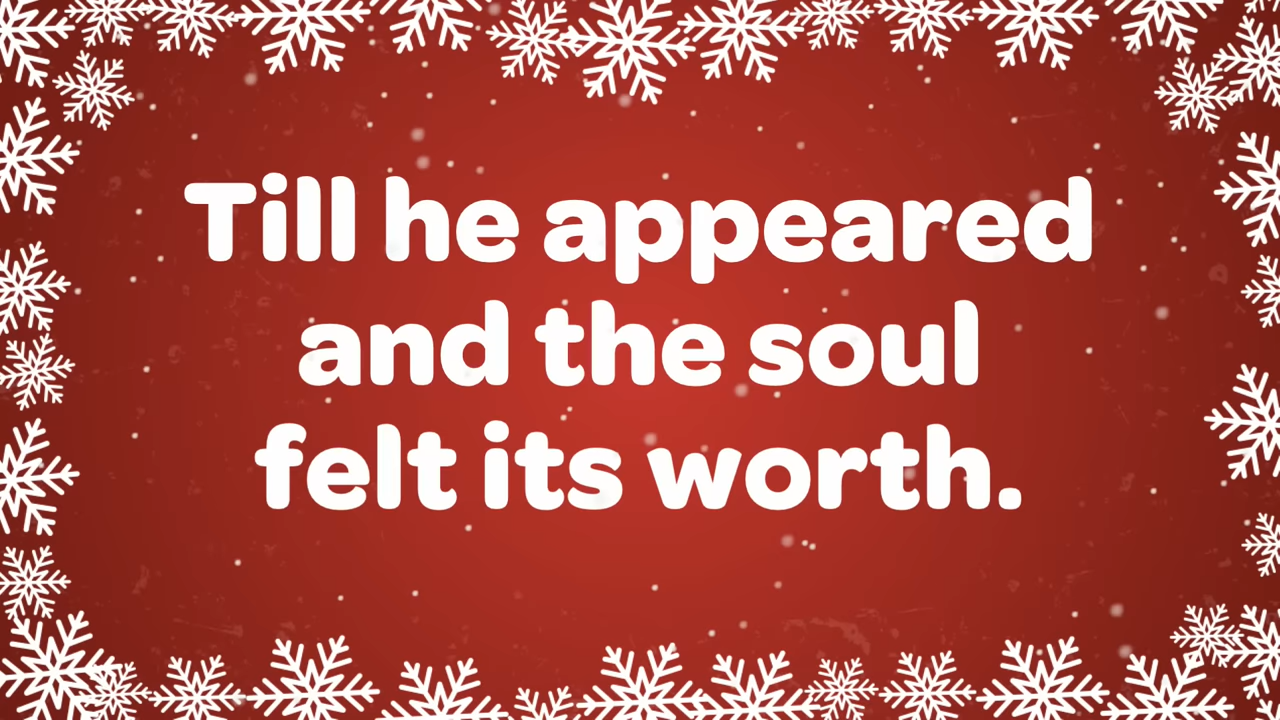 Till he appeared
and the soul
felt its worth.